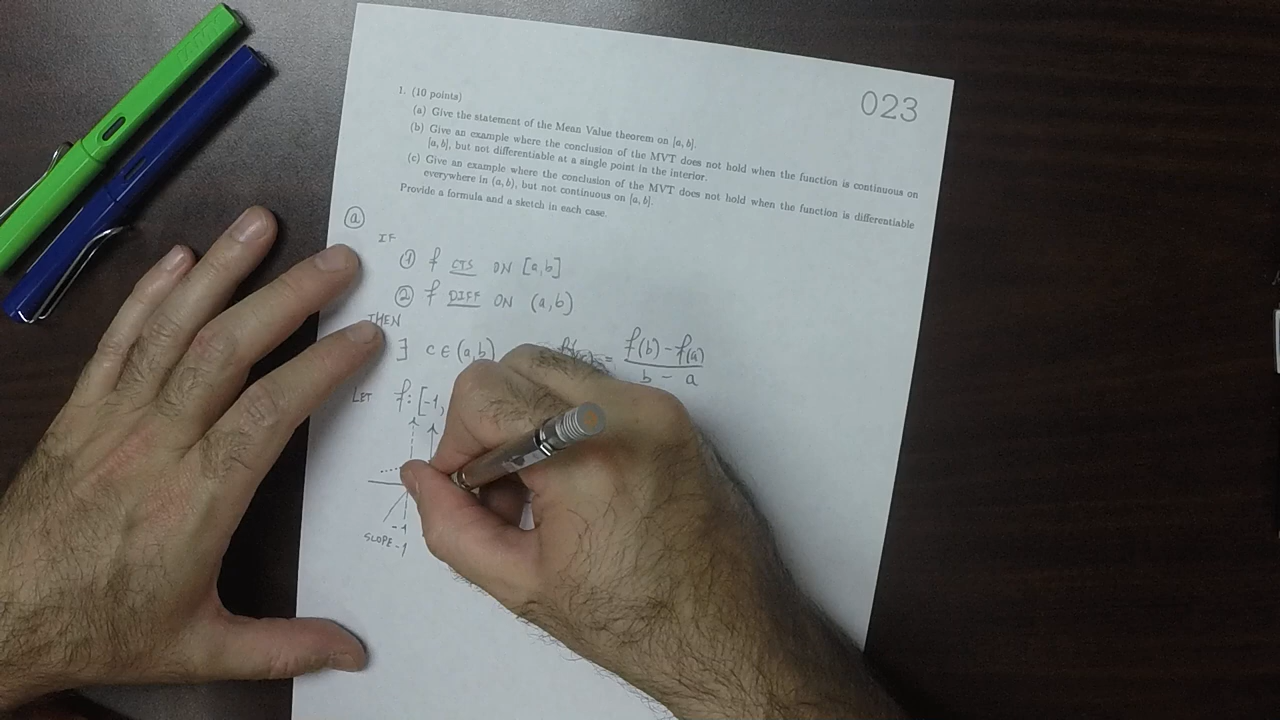 023
1. (10 points)
(a) Give the statement of the Mean Value theorem on [a, b].
(b) Give an example where the conclusion of the MVT does not hold when the function is continuous on
[a, b], but not differentiable at a single point in the interior.
(c) Give an example where the conclusion of the MVT does not hold when the function is differentiable
everywhere in (a, b), but not continuous on [a, b].
Provide a formula and a sketch in each case.
ⓐ
IF
① f CTS ON [a,b]
② f DIFF ON (a,b)
THEN
∃ c ∈ (a,b) = f(b) - f(a) / b - a
LET f: [-1,
-1
SLOPE -1